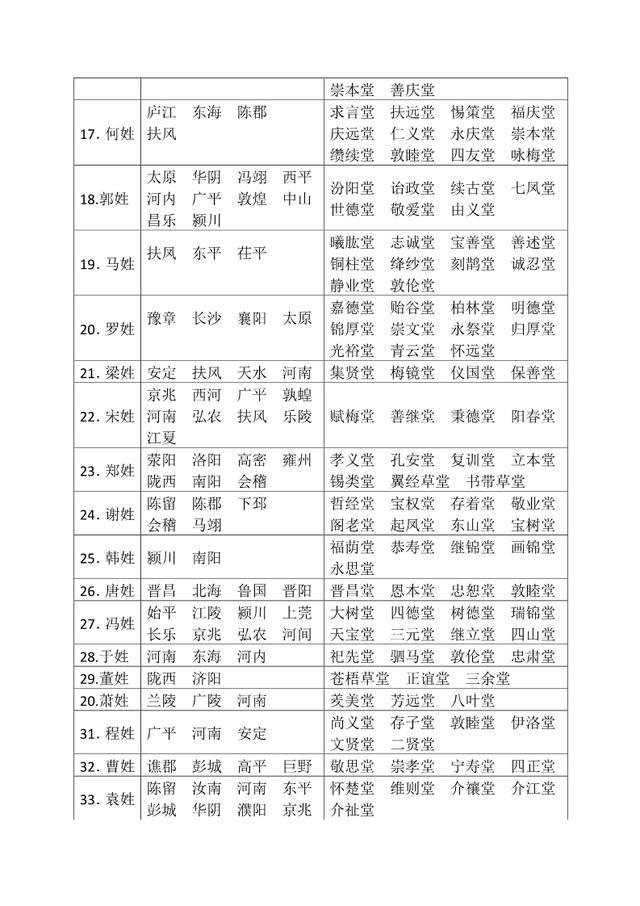 崇本堂 善庆堂
17. 何姓 庐江 东海 陈郡 扶风 求言堂 扶远堂 惕策堂 福庆堂
庆远堂 仁义堂 永庆堂 崇本堂
缵续堂 敦睦堂 四友堂 咏梅堂
18.郭姓 太原 华阴 冯翊 西平
河内 广平 敦煌 中山
昌乐 颍川
汾阳堂 诒政堂 续古堂 七凤堂
世德堂 敬爱堂 由义堂
19. 马姓 扶凤 东平 茌平
曦肱堂 志诚堂 宝善堂 善述堂
铜柱堂 绛纱堂 刻鹊堂 诚忍堂
静业堂 敦伦堂
20. 罗姓 豫章 长沙 襄阳 太原
嘉德堂 贻谷堂 柏林堂 明德堂
锦厚堂 崇文堂 永祭堂 归厚堂
光裕堂 青云堂 怀远堂
21. 梁姓 安定 扶风 天水 河南 集贤堂 梅镜堂 仪国堂 保善堂
22. 宋姓 京兆 西河 广平 孰蝗
河南 弘农 扶风 乐陵
江夏
赋梅堂 善继堂 秉德堂 阳春堂
23. 郑姓 荥阳 洛阳 高密 雍州
陇西 南阳 会稽
孝义堂 孔安堂 复训堂 立本堂
锡类堂 翼经草堂 书带草堂
24. 谢姓 陈留 陈郡 下邳
会稽 马翊
哲经堂 宝权堂 存着堂 敬业堂
阁老堂 起凤堂 东山堂 宝树堂
25. 韩姓 颍川 南阳
福荫堂 恭寿堂 继锦堂 画锦堂
永思堂
26. 唐姓 晋昌 北海 鲁国 晋阳 晋昌堂 恩本堂 忠恕堂 敦睦堂
27. 冯姓 始平 江陵 颍川 上莞
长乐 京兆 弘农 河间
大树堂 四德堂 树德堂 瑞锦堂
天宝堂 三元堂 继立堂 四山堂
28.于姓 河南 东海 河内 祀先堂 驷马堂 敦伦堂 忠肃堂
29.董姓 陇西 济阳 苍梧草堂 正谊堂 三余堂
20.萧姓 兰陵 广陵 河南 羑美堂 芳远堂 八叶堂
31. 程姓 广平 河南 安定
尚义堂 存子堂 敦睦堂 伊洛堂
文贤堂 二贤堂
32. 曹姓 谯郡 彭城 高平 巨野 敬思堂 崇孝堂 宁寿堂 四正堂
33. 袁姓 陈留 汝南 河南 东平
彭城 华阴 濮阳 京兆
怀楚堂 维则堂 介禳堂 介江堂
介祉堂